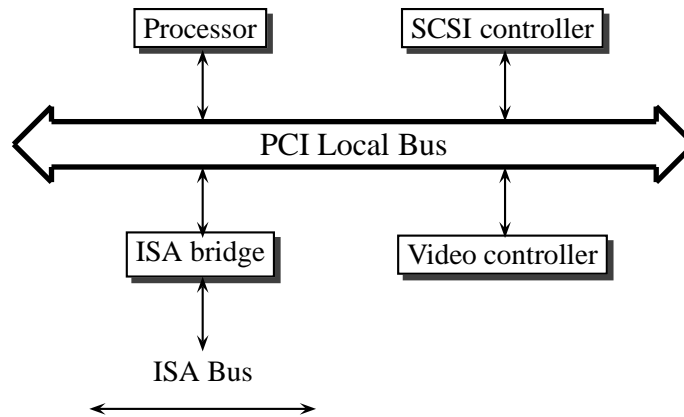 Processor
SCSI controller
PCI Local Bus
ISA bridge
Video controller
ISA Bus